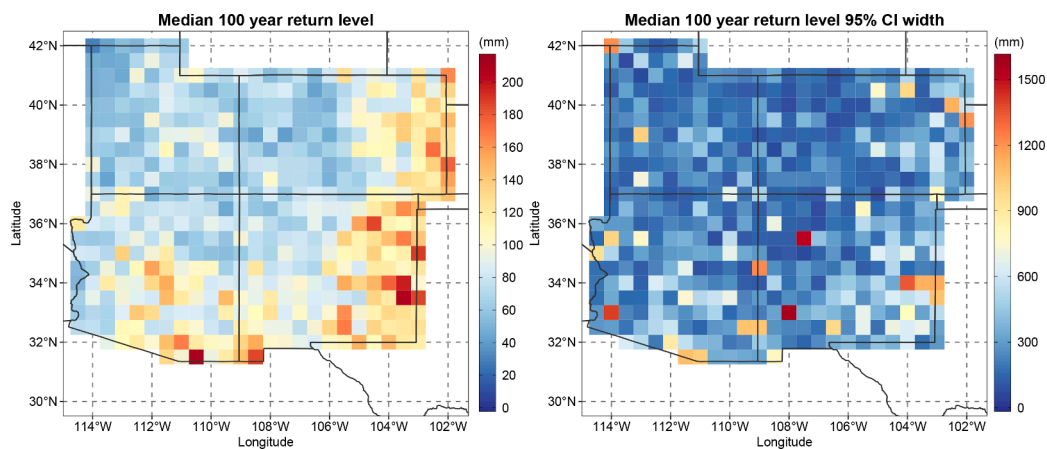 Median 100 year return level
(mm)
42°N
40°N
38°N
36°N
34°N
32°N
30°N
Latitude
114°W 112°W 110°W 108°W 106°W 104°W 102°W
Longitude
200
180
160
140
120
100
80
60
40
20
0
Median 100 year return level 95% CI width
(mm)
42°N
40°N
38°N
36°N
34°N
32°N
30°N
Latitude
114°W 112°W 110°W 108°W 106°W 104°W 102°W
Longitude
1500
1200
900
600
300
0